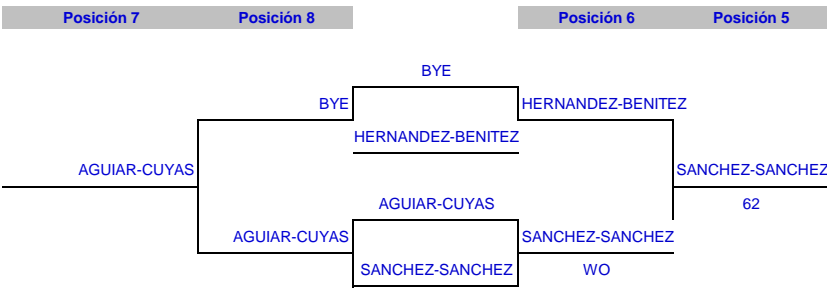 Posición 7 Posición 8 Posición 6 Posición 5
BYE
BYE HERNANDEZ-BENITEZ
HERNANDEZ-BENITEZ
AGUIAR-CUYAS SANCHEZ-SANCHEZ
AGUIAR-CUYAS 62
AGUIAR-CUYAS SANCHEZ-SANCHEZ
SANCHEZ-SANCHEZ WO